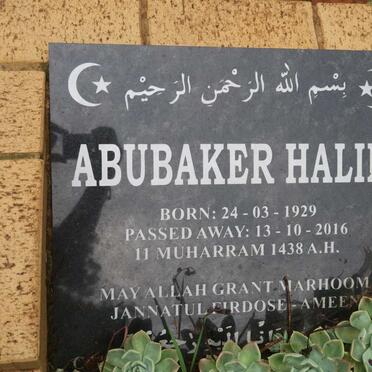 بِسْمِ اللهِ الرَّحْمٰنِ الرَّحِيْمِ
ABUBAKER
BORN: 24 - 03 - 1929
PASSED AWAY: 13 - 10 - 2016
11 MUHARRAM 1438 A.H.
MAY ALLAH GRANT MARHOOM
JANNATUL FIRDOSE - AMEEN